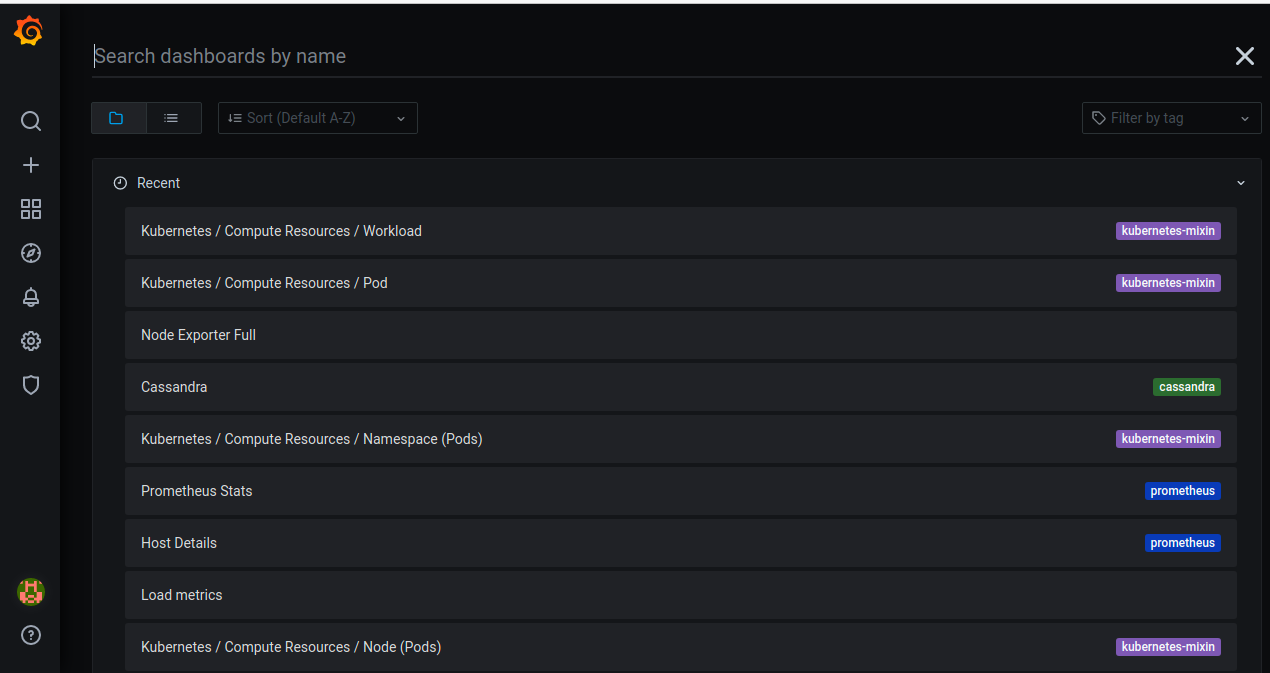 Search dashboards by name
Sort (Default A-Z)
Filter by tag
Recent
Kubernetes / Compute Resources / Workload kubernetes-mixin
Kubernetes / Compute Resources / Pod kubernetes-mixin
Node Exporter Full
Cassandra cassandra
Kubernetes / Compute Resources / Namespace (Pods) kubernetes-mixin
Prometheus Stats prometheus
Host Details prometheus
Load metrics
Kubernetes / Compute Resources / Node (Pods) kubernetes-mixin